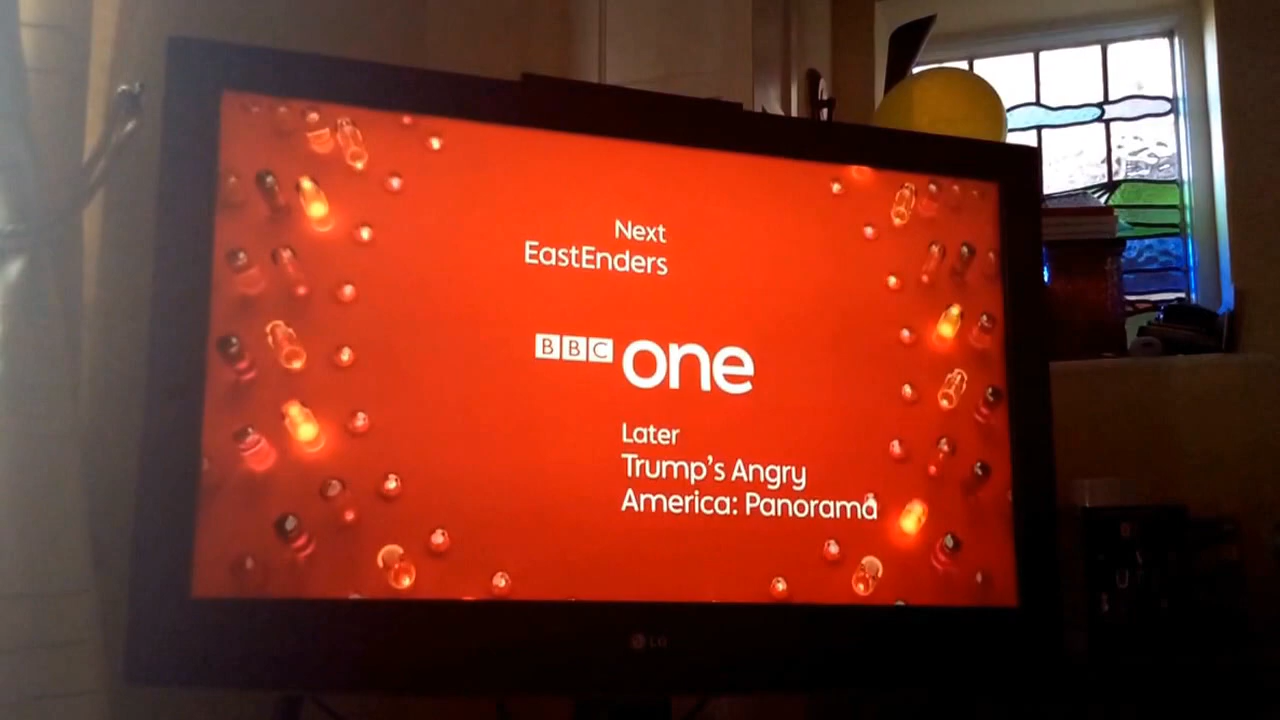 Next
EastEnders
BBC one
Later
Trump's Angry
America: Panorama
LG